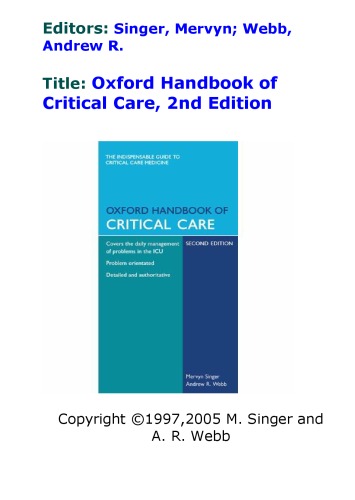 Editors: Singer, Mervyn; Webb,
Andrew R.
Title: Oxford Handbook of
Critical Care, 2nd Edition
THE INDISPENSABLE GUIDE TO
CRITICAL CARE MEDICINE
OXFORD HANDBOOK OF
CRITICAL CARE
Covers the daily management
of problems in the ICU
Problem orientated
Detailed and authoritative
SECOND EDITION
Mervyn Singer
Andrew R. Webb
Copyright ©1997,2005 M. Singer and
A. R. Webb